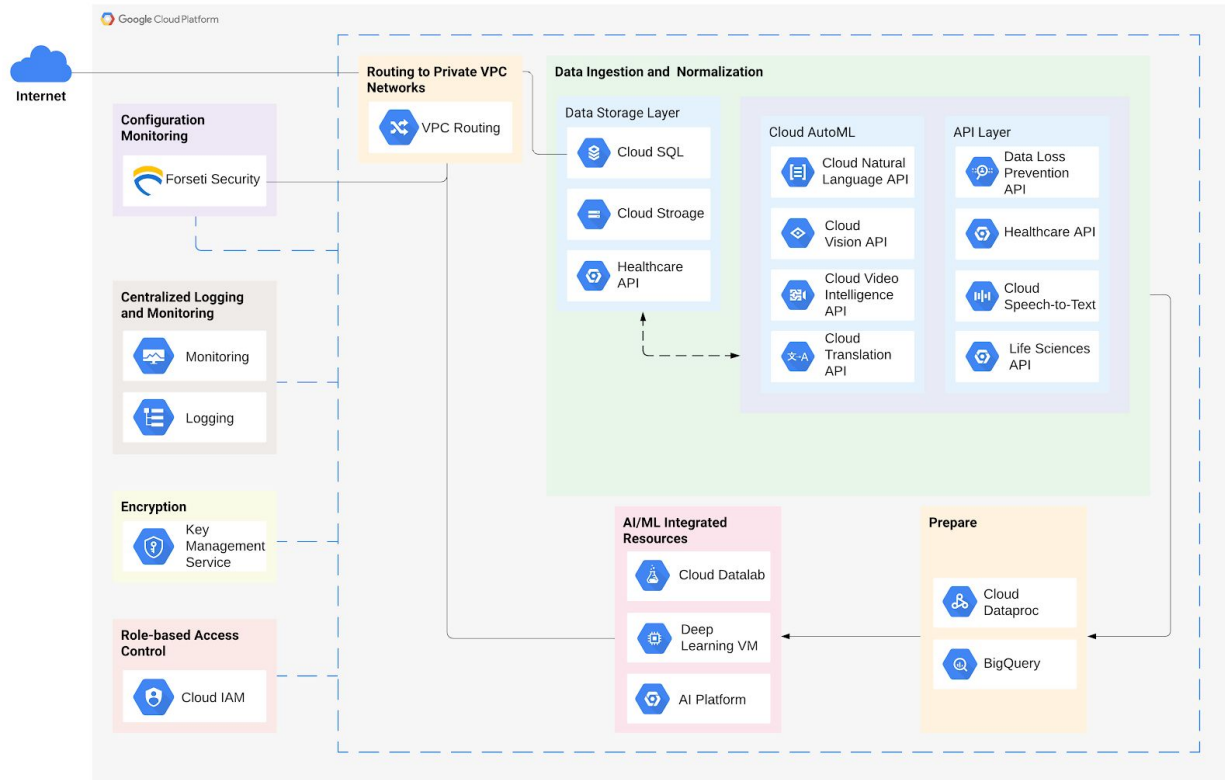 Google Cloud Platform
Internet
Routing to Private VPC
Networks
VPC Routing
Configuration
Monitoring
Forseti Security
Centralized Logging
and Monitoring
Monitoring
Logging
Encryption
Key
Management
Service
Role-based Access
Control
Cloud IAM
Data Ingestion and Normalization
Data Storage Layer
Cloud SQL
Cloud Stroage
Healthcare
API
Cloud AutoML
Cloud Natural
Language API
Cloud
Vision API
Cloud Video
Intelligence
API
Cloud
Translation
API
API Layer
Data Loss
Prevention
API
Healthcare API
Cloud
Speech-to-Text
Life Sciences
API
AI/ML Integrated
Resources
Cloud Datalab
Deep
Learning VM
AI Platform
Prepare
Cloud
Dataproc
BigQuery
文-A